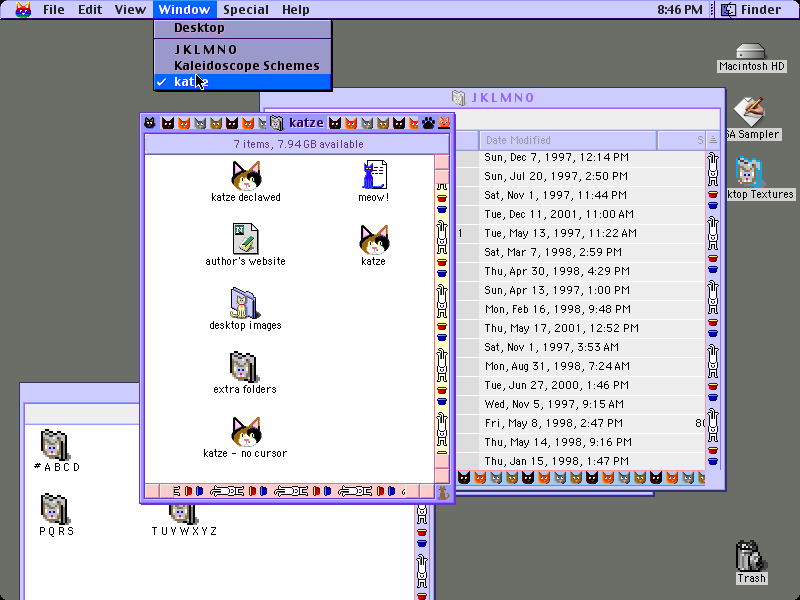 File Edit View Window Special Help 8:46 PM Finder
Desktop
J K L M N O
Kaleidoscope Schemes
✓ katze
Macintosh HD
SA Sampler
ktop Textures
Trash
J K L M N O
Date Modified S
Sun, Dec 7, 1997, 12:14 PM
Sun, Jul 20, 1997, 2:50 PM
Sat, Nov 1, 1997, 11:44 PM
Tue, Dec 11, 2001, 11:00 AM
1 Tue, May 13, 1997, 11:22 AM
Sat, Mar 7, 1998, 2:59 PM
Thu, Apr 30, 1998, 4:29 PM
Sun, Apr 13, 1997, 1:00 PM
Mon, Feb 16, 1998, 9:48 PM
Thu, May 17, 2001, 12:52 PM
Sat, Nov 1, 1997, 3:53 AM
Mon, Aug 31, 1998, 7:24 AM
Tue, Jun 27, 2000, 1:46 PM
Wed, Nov 5, 1997, 9:15 AM
Fri, May 8, 1998, 2:47 PM 80
Thu, May 14, 1998, 9:16 PM
Thu, Jan 15, 1998, 1:47 PM
katze
7 items, 7.94 GB available
katze declawed
meow!
author's website
katze
desktop images
extra folders
katze - no cursor
# A B C D
P Q R S
T U Y W X Y Z